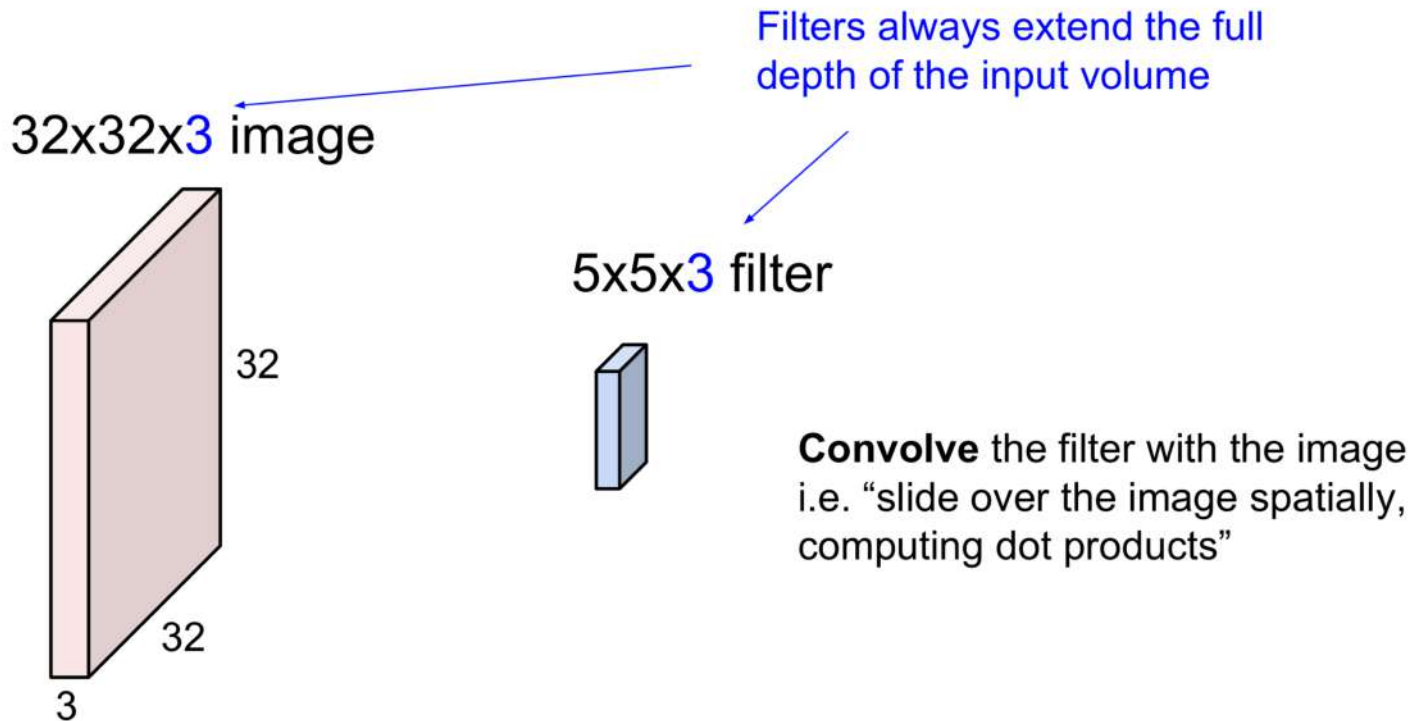 Filters always extend the full
depth of the input volume
32x32x3 image
5x5x3 filter
32
Convolve the filter with the image
i.e. “slide over the image spatially,
computing dot products”
32
3